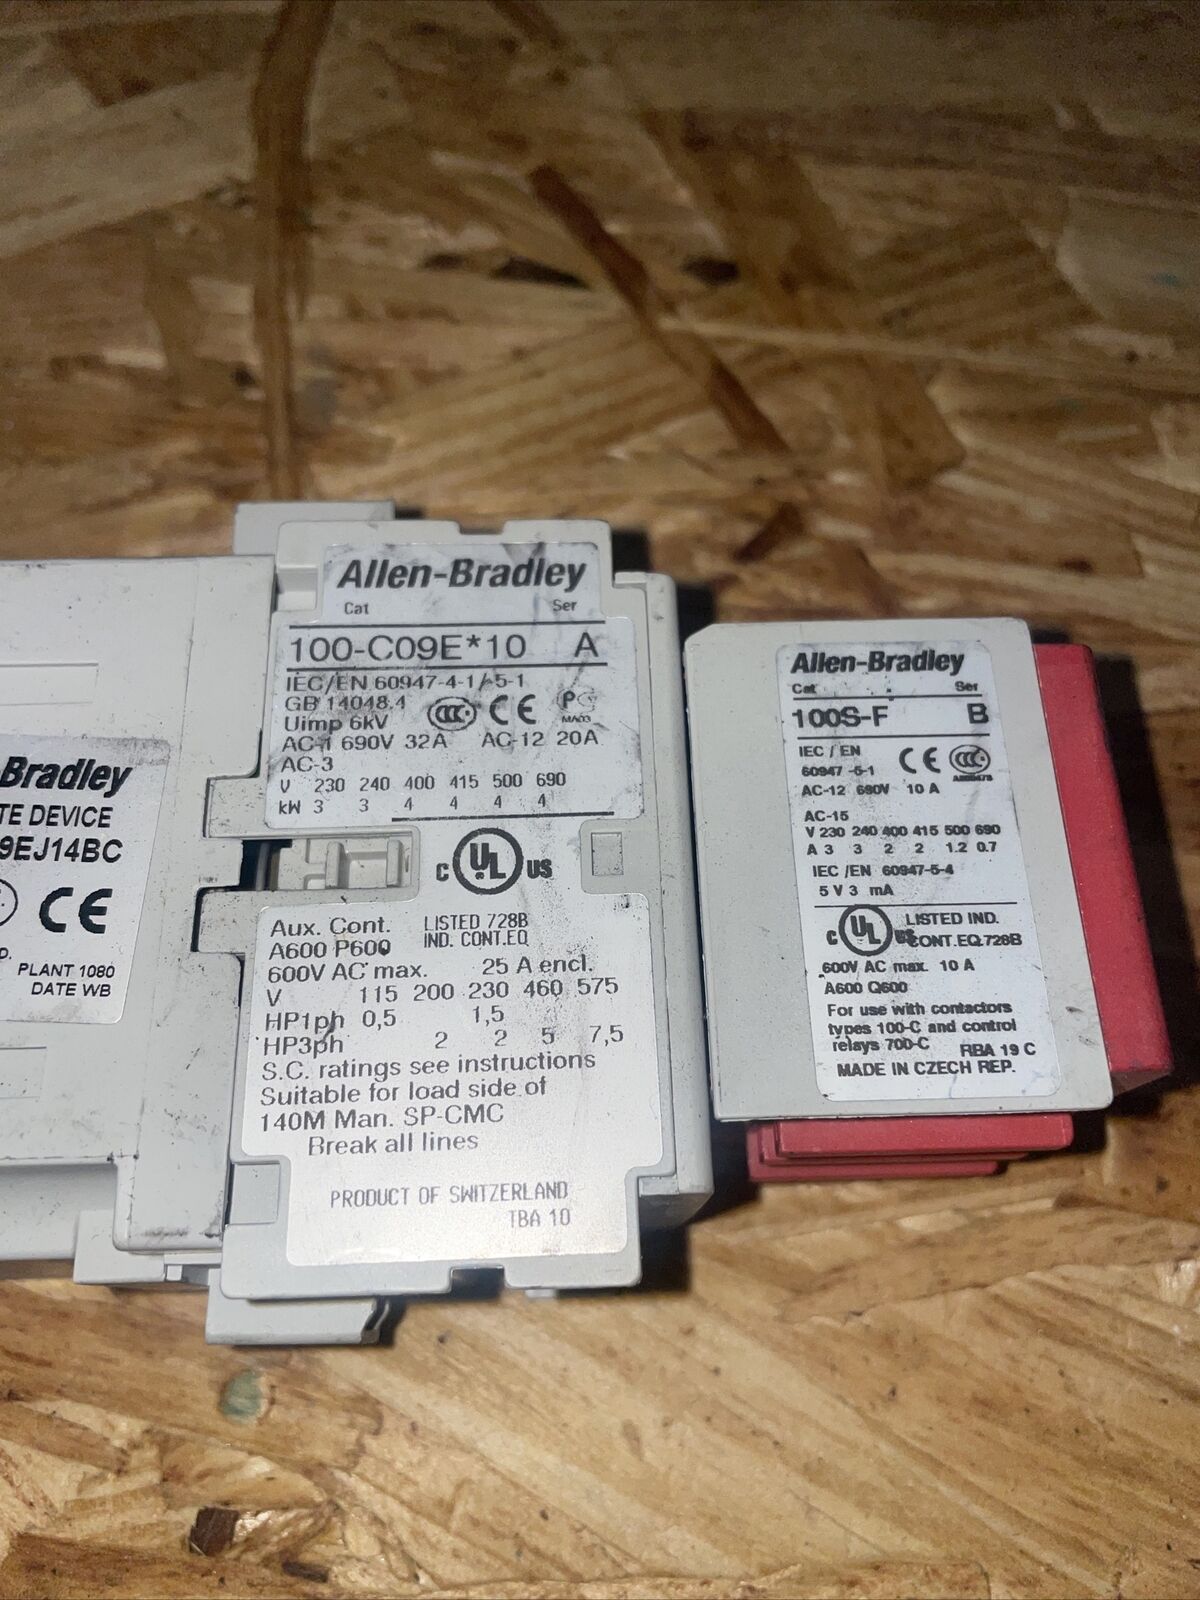 -Bradley
TE DEVICE
9EJ14BC
CE
D.
PLANT 1080
DATE WB
Allen-Bradley
Cat Ser
100-C09E*10 A
IEC/EN 60947-4-1/-5-1
GB 14048.4
Uimp 6kV CCC CE
MA03
AC-1 690V 32A AC-12 20A
AC-3
V 230 240 400 415 500 690
kW 3 3 4 4 4 4
C UL US
Aux. Cont. LISTED 728B
A600 P600 IND. CONT.EQ
600V AC max. 25 A encl.
V 115 200 230 460 575
HP1ph 0,5 1,5
HP3ph 2 2 5 7,5
S.C. ratings see instructions
Suitable for load side of
140M Man. SP-CMC
Break all lines
PRODUCT OF SWITZERLAND
TBA 10
Allen-Bradley
Cat Ser
100S-F B
IEC / EN
60947 -5-1 CE CCC
AC-12 690V 10 A
AC-15
V 230 240 400 415 500 690
A 3 3 2 2 1.2 0.7
IEC /EN 60947-5-4
5 V 3 mA
C UL US LISTED IND.
CONT.EQ.728B
600V AC max. 10 A
A600 Q600
For use with contactors
types 100-C and control
relays 700-C RBA 19 C
MADE IN CZECH REP.